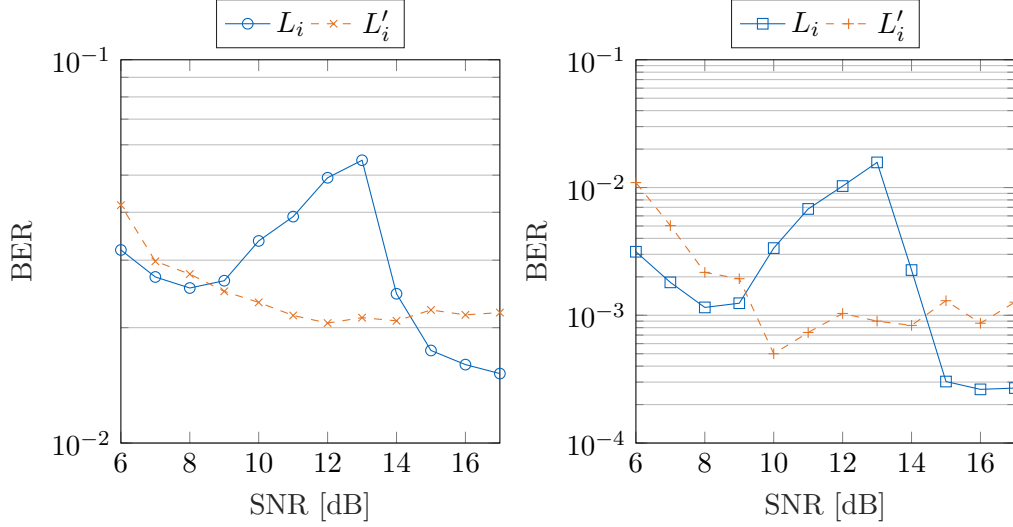 L_i L'_i
10^{-1}
10^{-2}
BER
6 8 10 12 14 16
SNR [dB]
L_i L'_i
10^{-1}
10^{-2}
10^{-3}
10^{-4}
BER
6 8 10 12 14 16
SNR [dB]